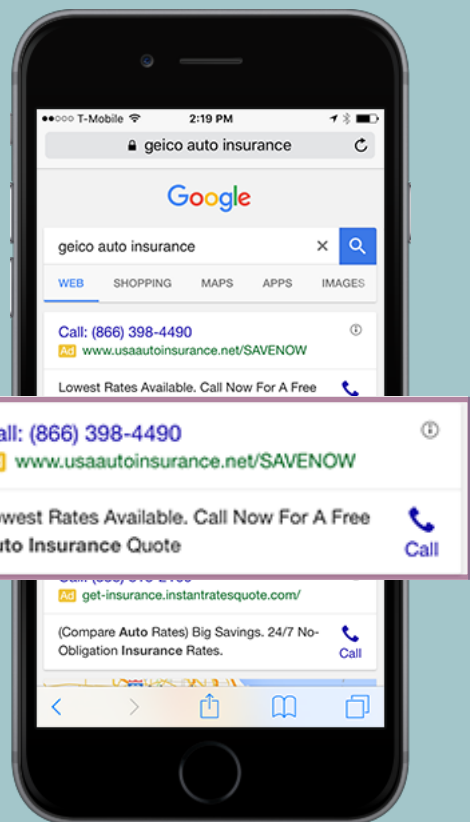 T-Mobile 2:19 PM
geico auto insurance
Google
geico auto insurance
WEB SHOPPING MAPS APPS IMAGES
Call: (866) 398-4490
Ad www.usaautoinsurance.net/SAVENOW
Lowest Rates Available. Call Now For A Free
all: (866) 398-4490
www.usaautoinsurance.net/SAVENOW
west Rates Available. Call Now For A Free
uto Insurance Quote
Call
Ad get-insurance.instantratesquote.com/
(Compare Auto Rates) Big Savings. 24/7 No-
Obligation Insurance Rates.
Call